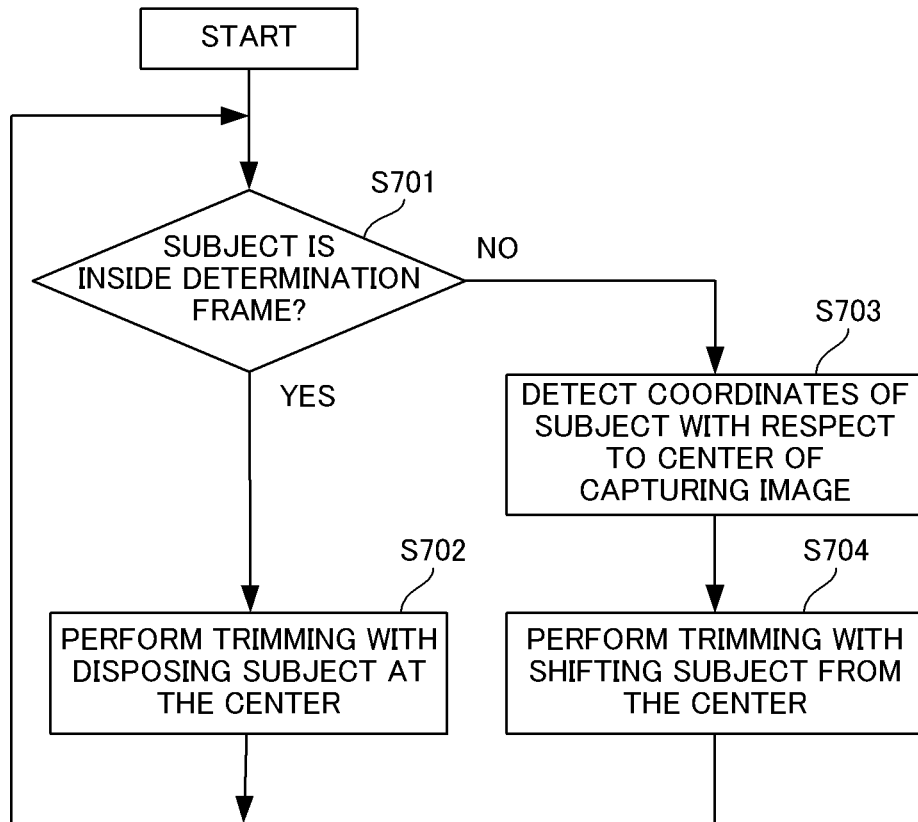 START
S701
SUBJECT IS
INSIDE DETERMINATION
FRAME?
NO
YES
S703
DETECT COORDINATES OF
SUBJECT WITH RESPECT
TO CENTER OF
CAPTURING IMAGE
S702
PERFORM TRIMMING WITH
DISPOSING SUBJECT AT
THE CENTER
S704
PERFORM TRIMMING WITH
SHIFTING SUBJECT FROM
THE CENTER